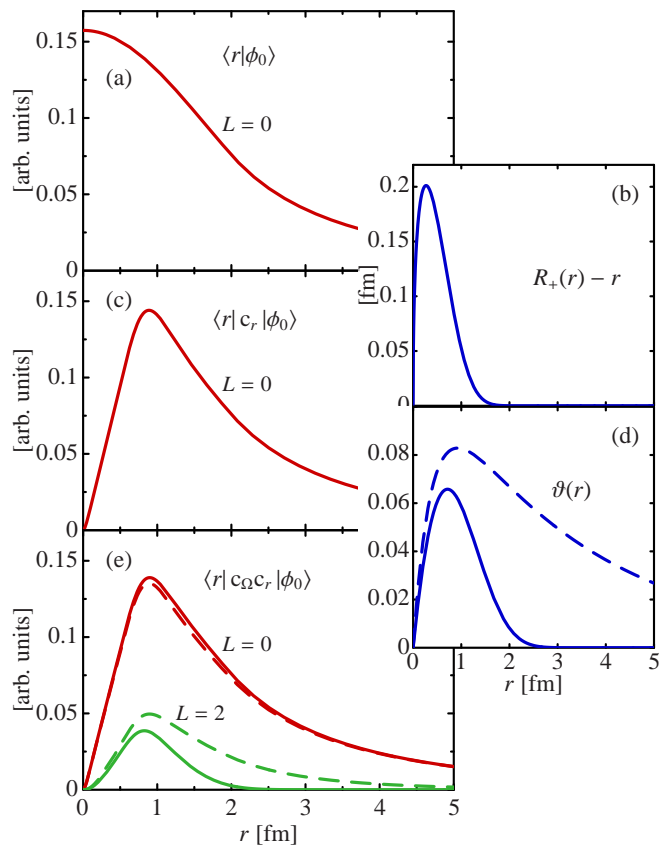 0.15
0.1
0.05
0
[arb. units]
(a)
⟨r|ϕ₀⟩
L = 0
0.2
0.15
0.1
0.05
0
[fm]
(b)
R₊(r) − r
0.15
0.1
0.05
0
[arb. units]
(c)
⟨r| c_r |ϕ₀⟩
L = 0
0.08
0.06
0.04
0.02
0
(d)
ϑ(r)
0 1 2 3 4 5
r [fm]
0.15
0.1
0.05
0
[arb. units]
(e)
⟨r| c_Ω c_r |ϕ₀⟩
L = 0
L = 2
0 1 2 3 4 5
r [fm]